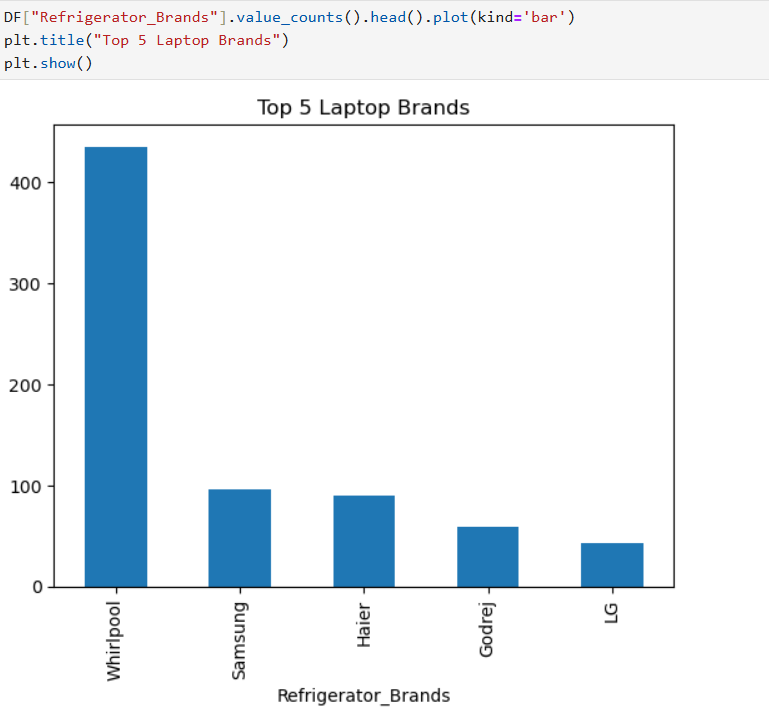 DF["Refrigerator_Brands"].value_counts().head().plot(kind='bar')
plt.title("Top 5 Laptop Brands")
plt.show()
Top 5 Laptop Brands
400
300
200
100
0
Whirlpool
Samsung
Haier
Godrej
LG
Refrigerator_Brands